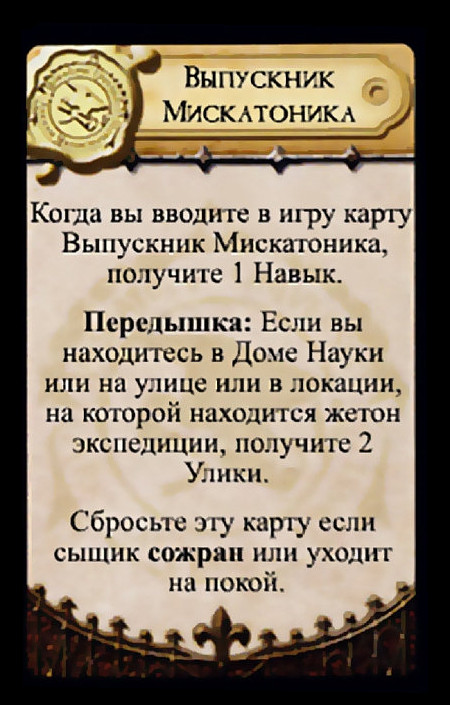 Выпускник
Мискатоника
Когда вы вводите в игру карту
Выпускник Мискатоника,
получите 1 Навык.
Передышка: Если вы
находитесь в Доме Науки
или на улице или в локации,
на которой находится жетон
экспедиции, получите 2
Улики.
Сбросьте эту карту если
сыщик сожран или уходит
на покой.